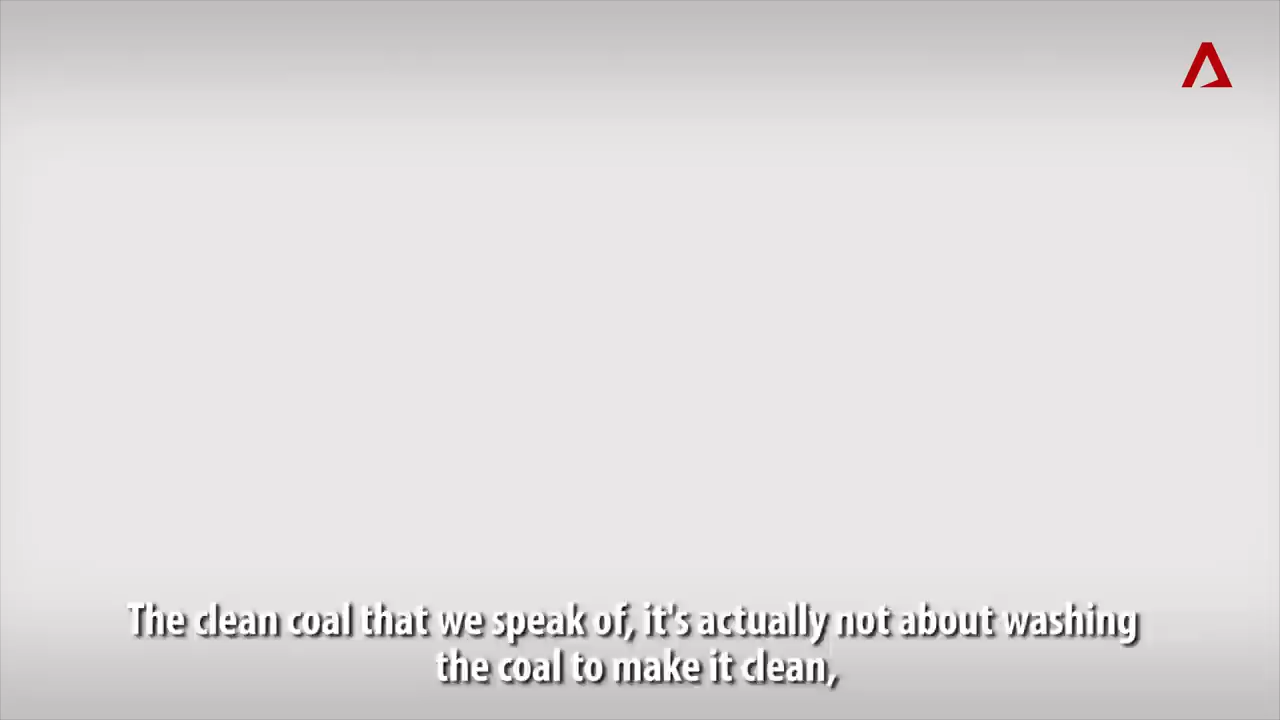 The clean coal that we speak of, it's actually not about washing
the coal to make it clean,